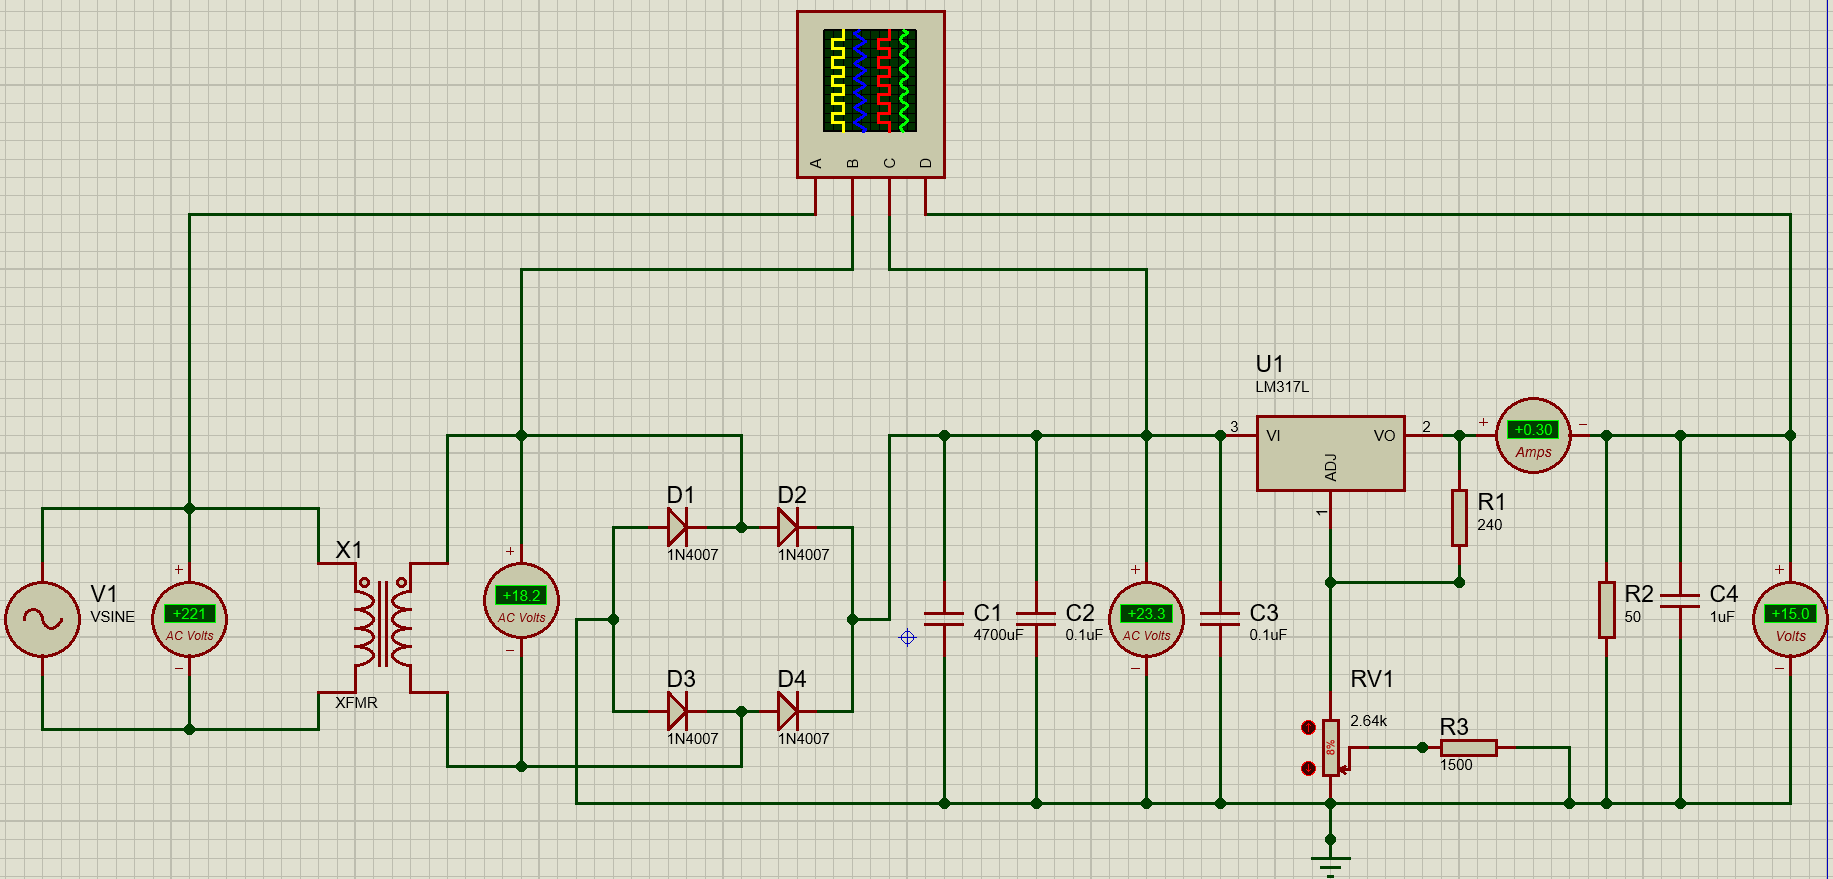 A B C D
U1
LM317L
3 VI VO 2
ADJ
1
+ +0.30 −
Amps
D1 D2
1N4007 1N4007
R1
240
X1
XFMR
V1
VSINE
+
+221
AC Volts
−
+
+18.2
AC Volts
−
C1
4700uF
C2
0.1uF
+
+23.3
AC Volts
−
C3
0.1uF
R2
50
C4
1uF
+
+15.0
Volts
−
D3 D4
1N4007 1N4007
RV1
2.64k
8%
R3
1500